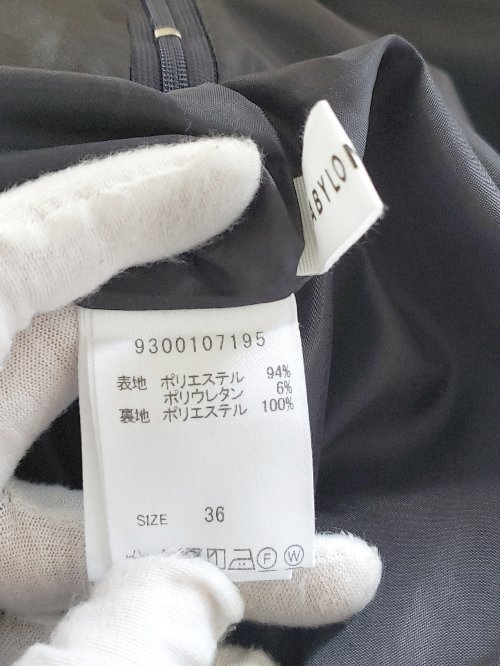 ABYLON
9300107195
表地 ポリエステル 94%
ポリウレタン 6%
裏地 ポリエステル 100%
SIZE 36
F W